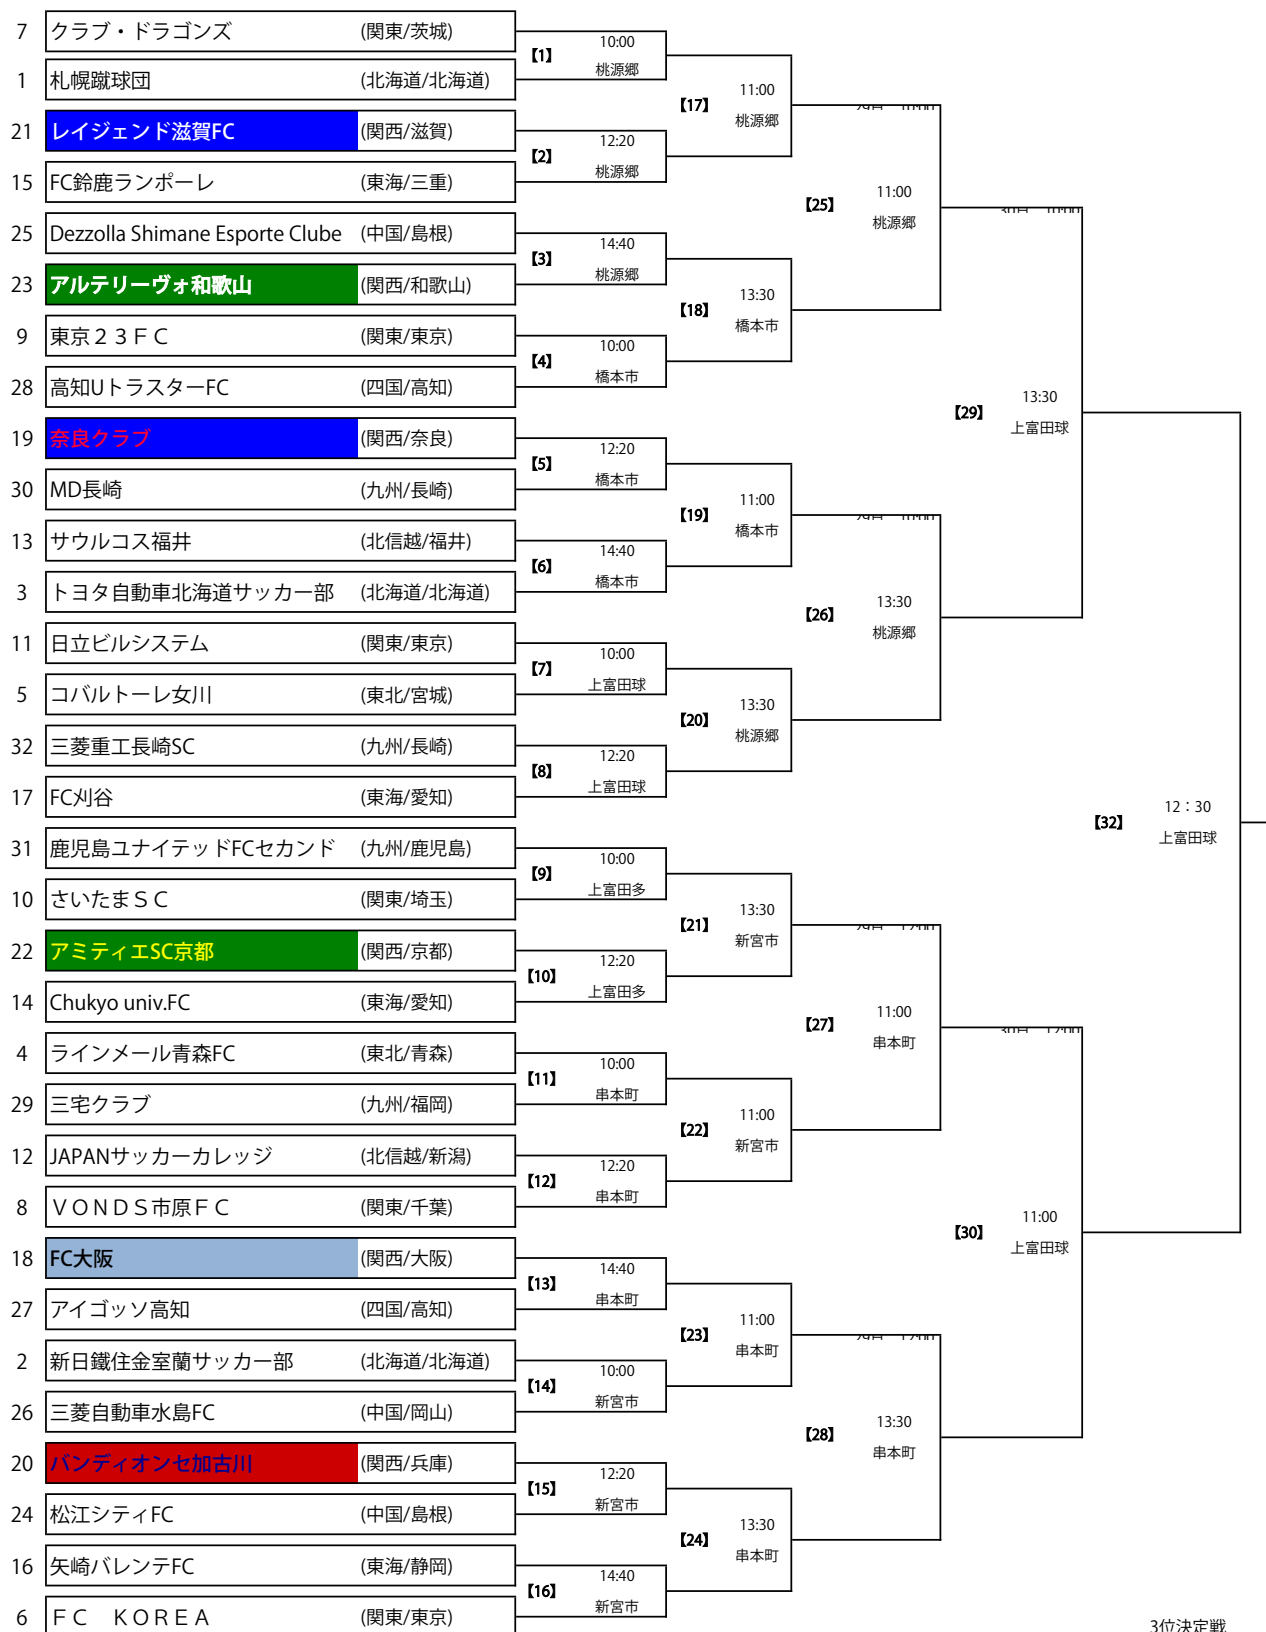 7 クラブ・ドラゴンズ (関東/茨城)
1 札幌蹴球団 (北海道/北海道)
【1】 10:00 桃源郷
21 レイジェンド滋賀FC (関西/滋賀)
15 FC鈴鹿ランポーレ (東海/三重)
【2】 12:20 桃源郷
【17】 11:00 桃源郷
25 Dezzolla Shimane Esporte Clube (中国/島根)
23 アルテリーヴォ和歌山 (関西/和歌山)
【3】 14:40 桃源郷
9 東京23FC (関東/東京)
28 高知UトラスターFC (四国/高知)
【4】 10:00 橋本市
【18】 13:30 橋本市
【25】 11:00 桃源郷
19 奈良クラブ (関西/奈良)
30 MD長崎 (九州/長崎)
【5】 12:20 橋本市
13 サウルコス福井 (北信越/福井)
3 トヨタ自動車北海道サッカー部 (北海道/北海道)
【6】 14:40 橋本市
【19】 11:00 橋本市
11 日立ビルシステム (関東/東京)
5 コバルトーレ女川 (東北/宮城)
【7】 10:00 上富田球
32 三菱重工長崎SC (九州/長崎)
17 FC刈谷 (東海/愛知)
【8】 12:20 上富田球
【20】 13:30 桃源郷
【26】 13:30 桃源郷
【29】 13:30 上富田球
31 鹿児島ユナイテッドFCセカンド (九州/鹿児島)
10 さいたまSC (関東/埼玉)
【9】 10:00 上富田多
22 アミティエSC京都 (関西/京都)
14 Chukyo univ.FC (東海/愛知)
【10】 12:20 上富田多
【21】 13:30 新宮市
4 ラインメール青森FC (東北/青森)
29 三宅クラブ (九州/福岡)
【11】 10:00 串本町
12 JAPANサッカーカレッジ (北信越/新潟)
8 VONDS市原FC (関東/千葉)
【12】 12:20 串本町
【22】 11:00 新宮市
【27】 11:00 串本町
18 FC大阪 (関西/大阪)
27 アイゴッソ高知 (四国/高知)
【13】 14:40 串本町
2 新日鐵住金室蘭サッカー部 (北海道/北海道)
26 三菱自動車水島FC (中国/岡山)
【14】 10:00 新宮市
【23】 11:00 串本町
20 バンディオンセ加古川 (関西/兵庫)
24 松江シティFC (中国/島根)
【15】 12:20 新宮市
16 矢崎バレンテFC (東海/静岡)
6 FC KOREA (関東/東京)
【16】 14:40 新宮市
【24】 13:30 串本町
【28】 13:30 串本町
【30】 11:00 上富田球
【32】 12：30 上富田球
3位決定戦